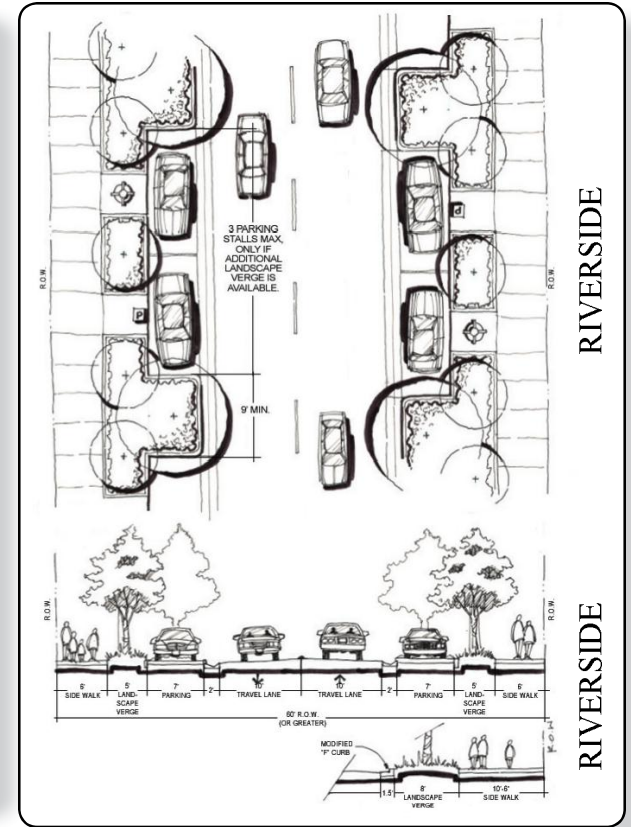 R.O.W.
R.O.W.
RIVERSIDE
3 PARKING
STALLS MAX,
ONLY IF
ADDITIONAL
LANDSCAPE
VERGE IS
AVAILABLE.
P
P
9' MIN.
R.O.W.
R.O.W.
RIVERSIDE
6'
SIDE WALK
5'
LAND-
SCAPE
VERGE
7'
PARKING
2'
10'
TRAVEL LANE
10'
TRAVEL LANE
2'
7'
PARKING
5'
LAND-
SCAPE
VERGE
6'
SIDE WALK
60' R.O.W.
(OR GREATER)
MODIFIED
"F" CURB
R.O.W
1.5'
8'
LANDSCAPE
VERGE
10'-6"
SIDE WALK